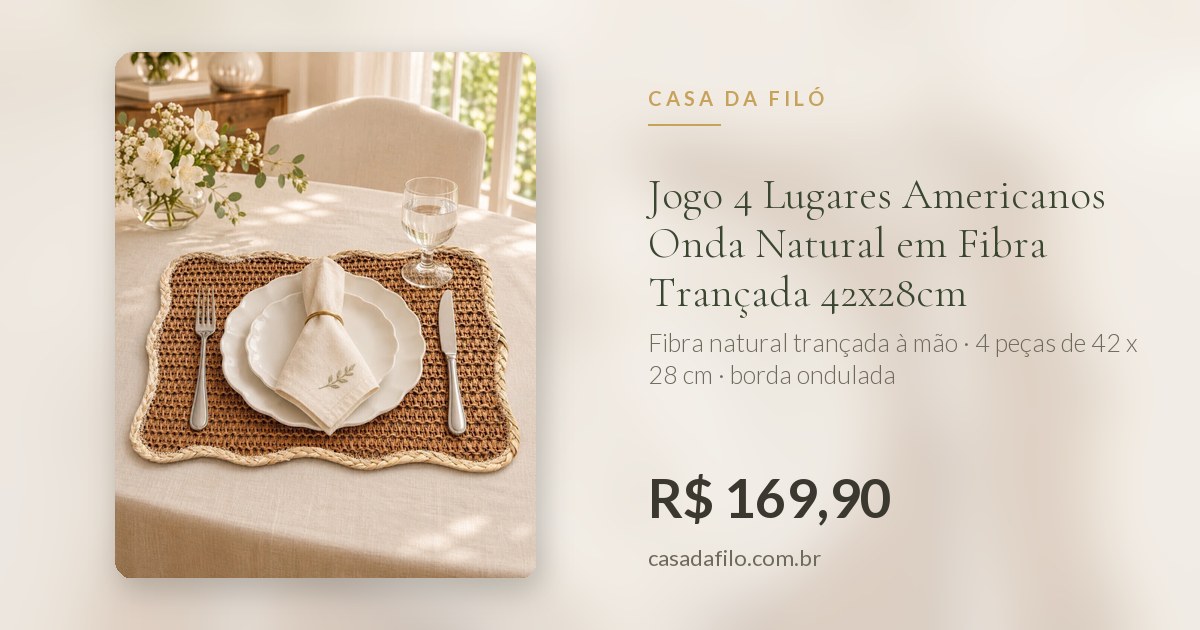 CASA DA FILÓ
Jogo 4 Lugares Americanos
Onda Natural em Fibra
Trançada 42x28cm
Fibra natural trançada à mão · 4 peças de 42 x
28 cm · borda ondulada
R$ 169,90
casadafilo.com.br